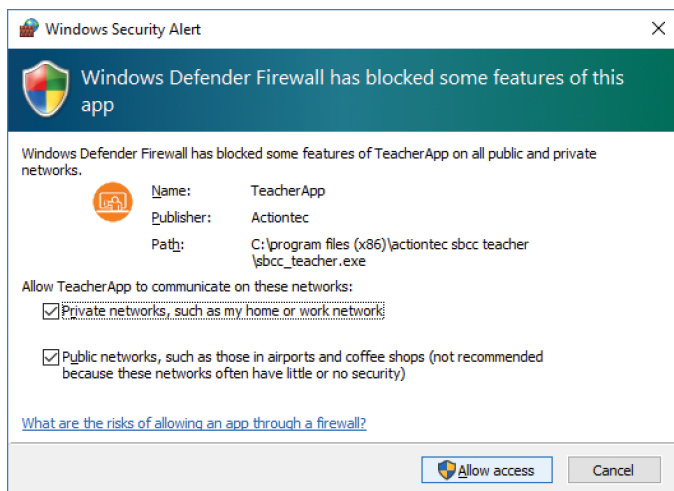 Windows Security Alert
Windows Defender Firewall has blocked some features of this
app
Windows Defender Firewall has blocked some features of TeacherApp on all public and private
networks.
Name: TeacherApp
Publisher: Actiontec
Path: C:\program files (x86)\actiontec sbcc teacher
\sbcc_teacher.exe
Allow TeacherApp to communicate on these networks:
Private networks, such as my home or work network
Public networks, such as those in airports and coffee shops (not recommended
because these networks often have little or no security)
What are the risks of allowing an app through a firewall?
Allow access Cancel